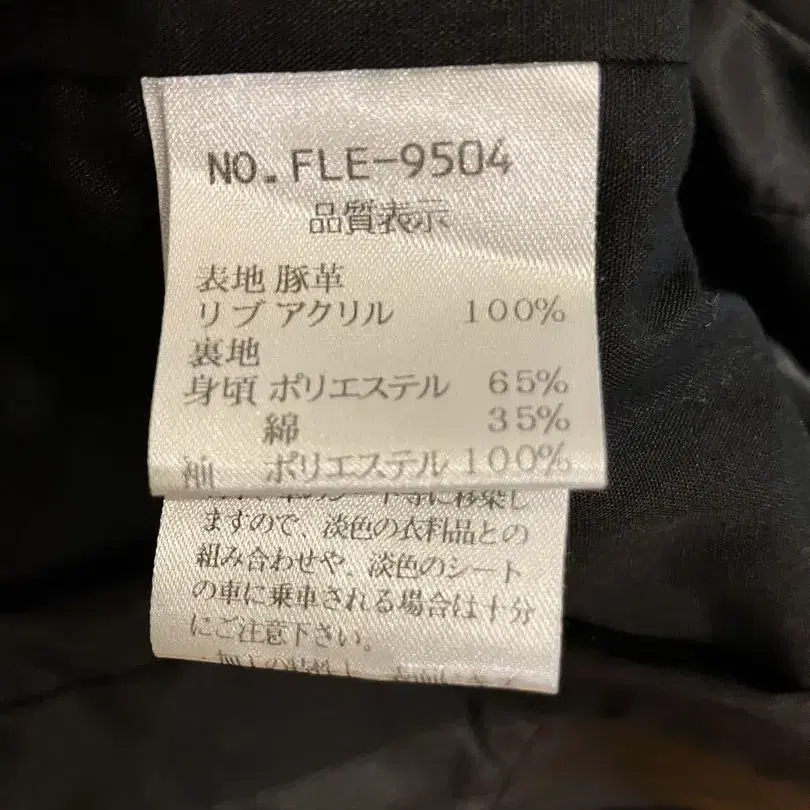 NO. FLE-9504
品質表示
表地 豚革
リブ アクリル 100%
裏地
身頃 ポリエステル 65%
綿 35%
袖 ポリエステル 100%
ますので、淡色の衣料品との
組み合わせや、淡色のシート
の車に乗車される場合は十分
にご注意下さい。